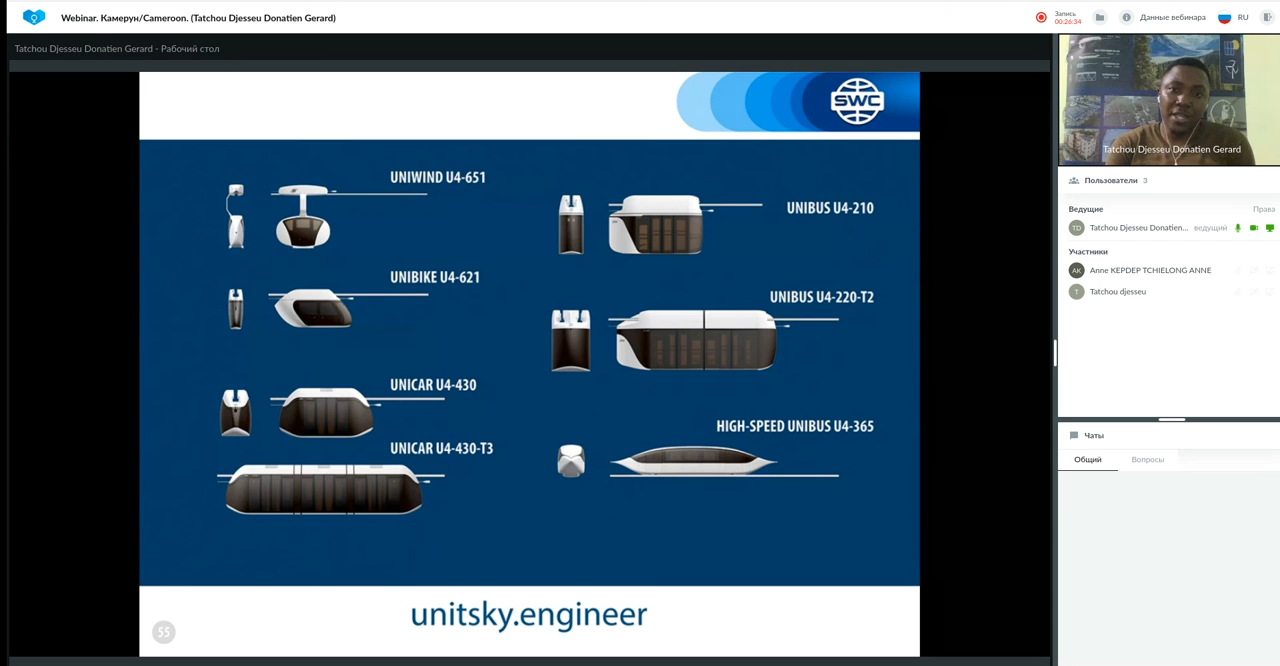 Webinar. Камерун/Cameroon. (Tatchou Djesseu Donatien Gerard)
Запись
00:26:34
Данные вебинара
RU
Tatchou Djesseu Donatien Gerard - Рабочий стол
SWC
UNIWIND U4-651
UNIBIKE U4-621
UNICAR U4-430
UNICAR U4-430-T3
UNIBUS U4-210
UNIBUS U4-220-T2
HIGH-SPEED UNIBUS U4-365
unitsky.engineer
55
Tatchou Djesseu Donatien Gerard
Пользователи 3
Ведущие Права
TD Tatchou Djesseu Donatien... ведущий
Участники
AK Anne KEPDEP TCHIELONG ANNE
T Tatchou djesseu
Чаты
Общий Вопросы